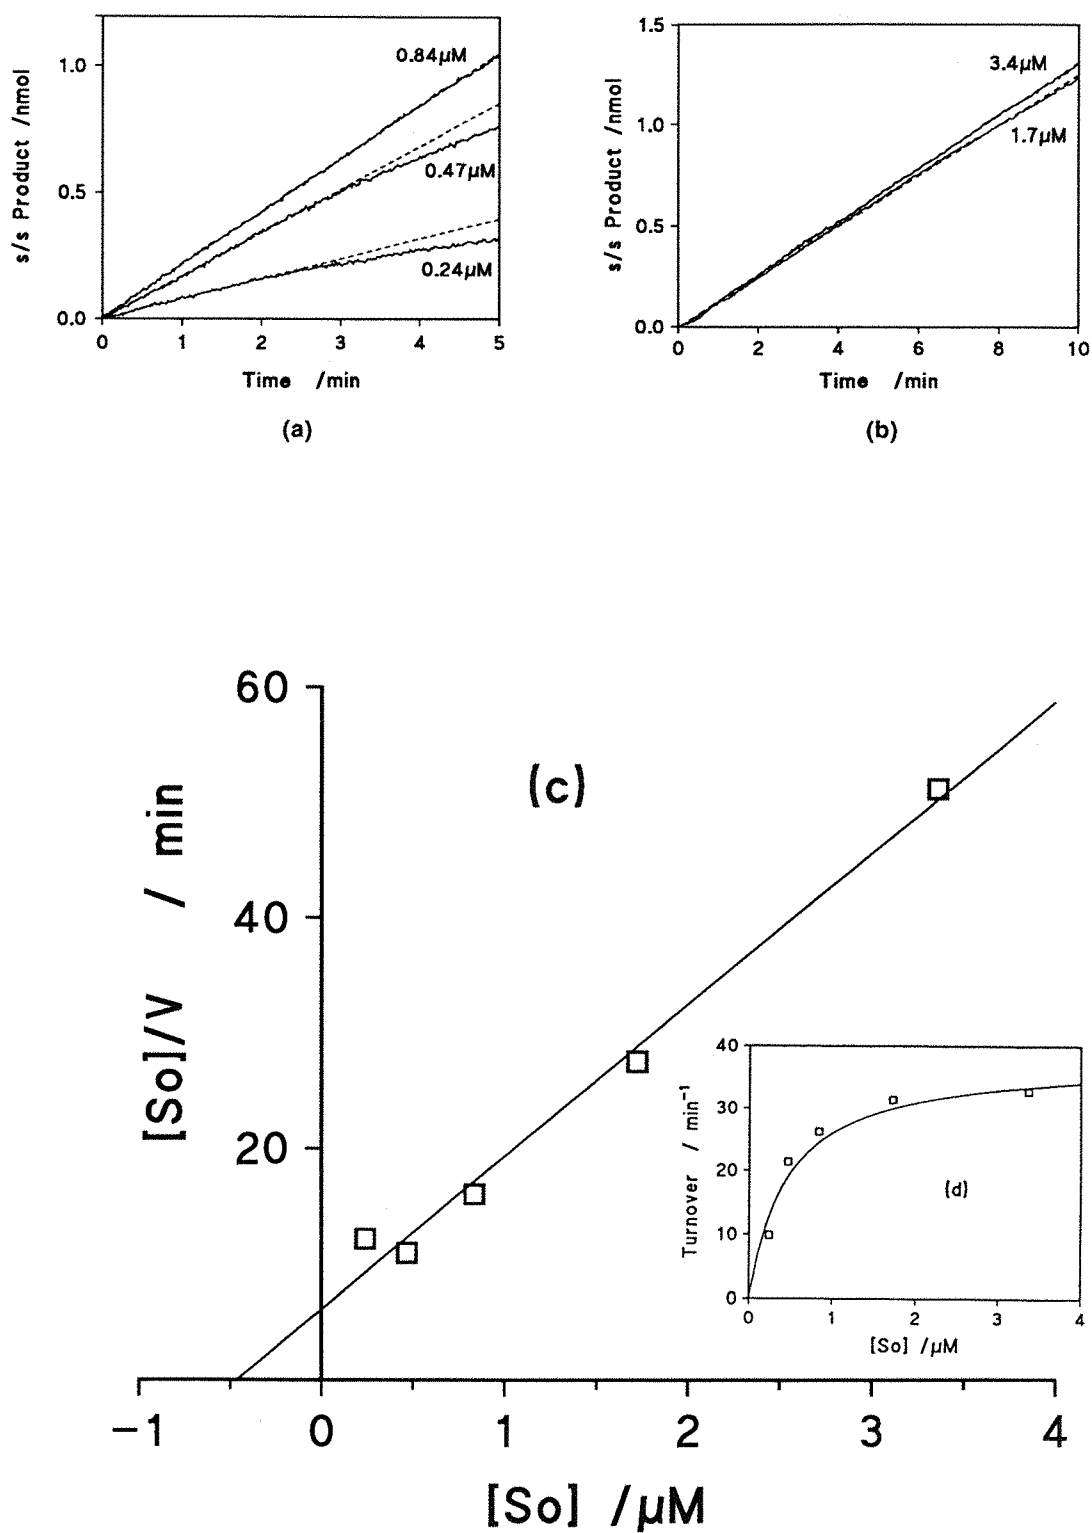 s/s Product /nmol
1.0
0.5
0.0
0.84μM
0.47μM
0.24μM
0 1 2 3 4 5
Time /min
(a)
s/s Product /nmol
1.5
1.0
0.5
0.0
3.4μM
1.7μM
0 2 4 6 8 10
Time /min
(b)
[So]/V / min
60
40
20
(c)
-1 0 1 2 3 4
[So] /μM
Turnover / min⁻¹
40
30
20
10
0
(d)
0 1 2 3 4
[So] /μM